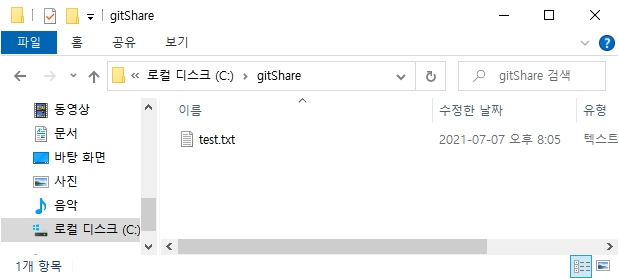 gitShare
파일 홈 공유 보기
로컬 디스크 (C:) gitShare gitShare 검색
동영상
문서
바탕 화면
사진
음악
로컬 디스크 (C:)
이름 수정한 날짜 유형
test.txt 2021-07-07 오후 8:05 텍스트
1개 항목